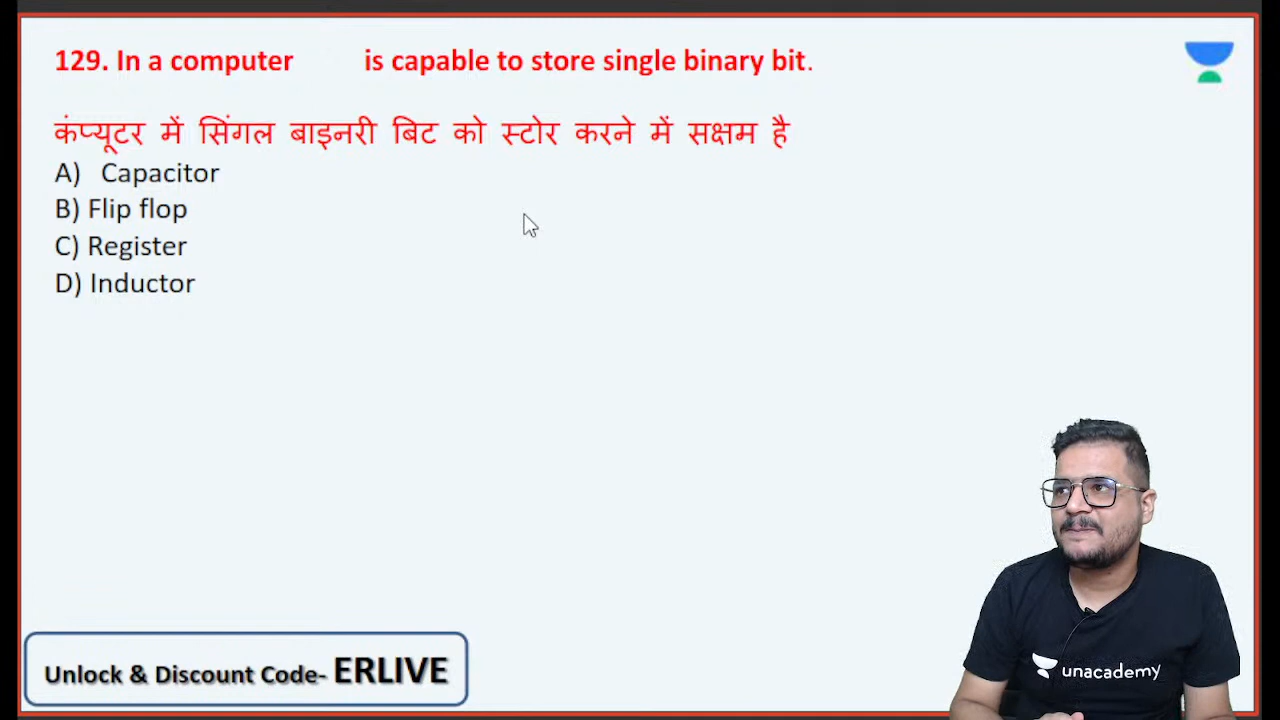 129. In a computer is capable to store single binary bit.
कंप्यूटर में सिंगल बाइनरी बिट को स्टोर करने में सक्षम है
A) Capacitor
B) Flip flop
C) Register
D) Inductor
Unlock & Discount Code- ERLIVE
unacademy